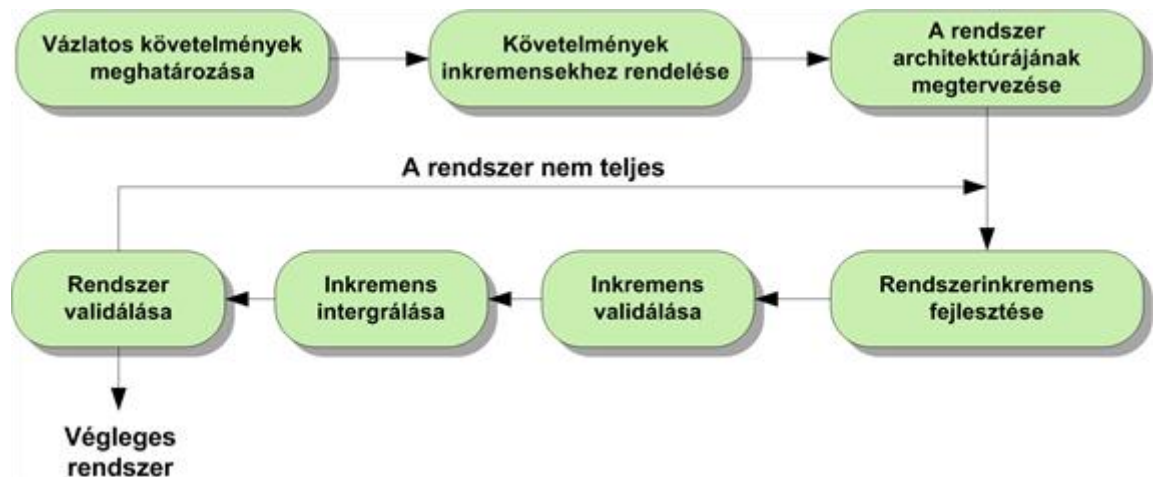 Vázlatos követelmények
meghatározása
Követelmények
inkremensekhez rendelése
A rendszer
architektúrájának
megtervezése
A rendszer nem teljes
Rendszer
validálása
Inkremens
intergrálása
Inkremens
validálása
Rendszerinkremens
fejlesztése
Végleges
rendszer